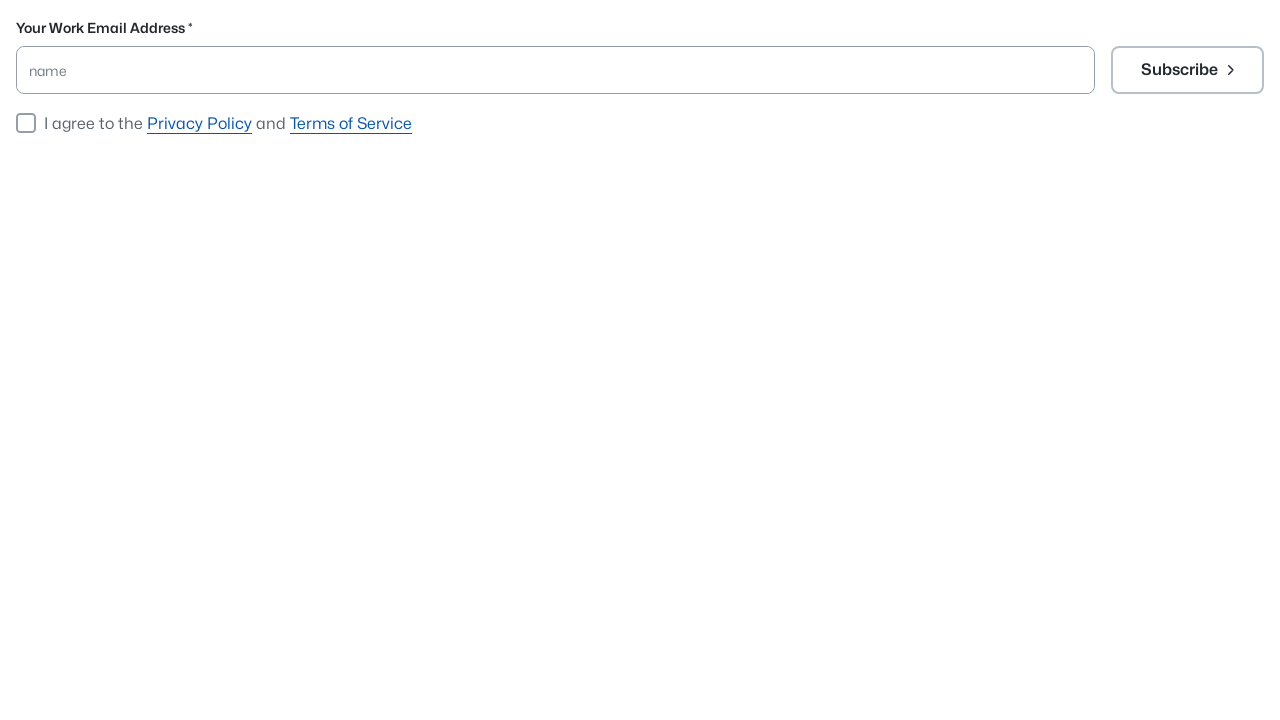 Your Work Email Address *
name
Subscribe
I agree to the Privacy Policy and Terms of Service